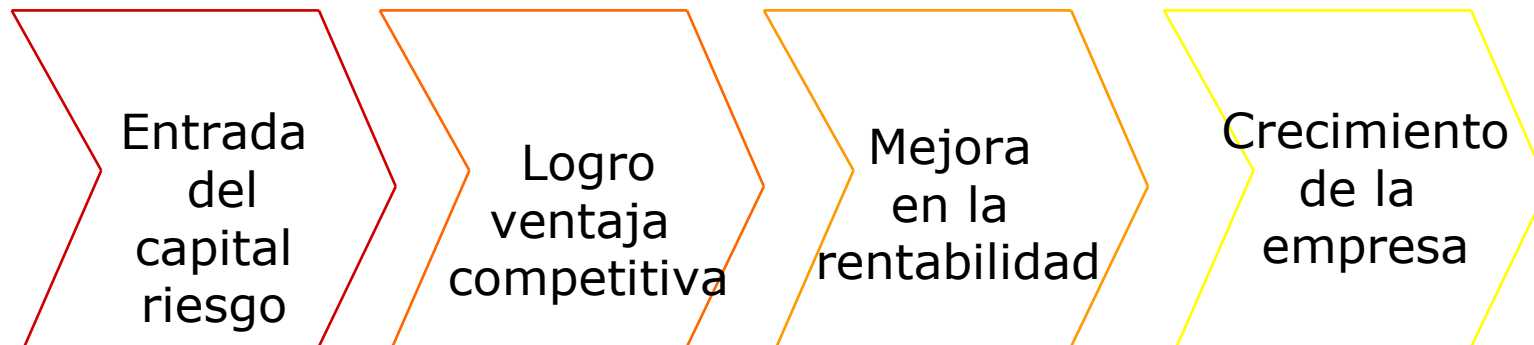 Entrada
del
capital
riesgo
Logro
ventaja
competitiva
Mejora
en la
rentabilidad
Crecimiento
de la
empresa